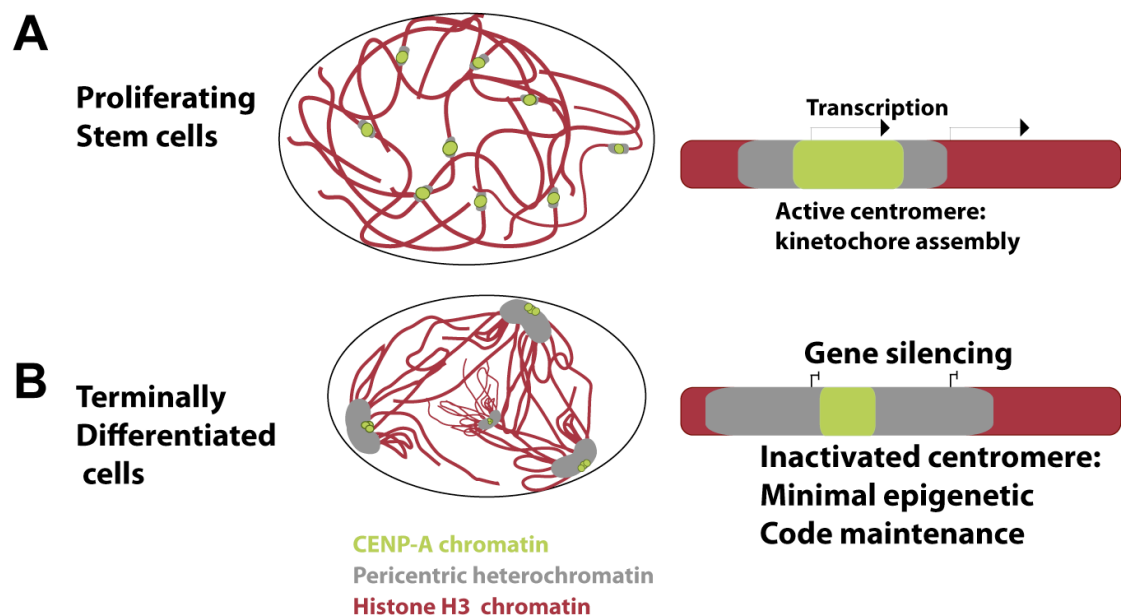 A
Proliferating
Stem cells
Transcription
Active centromere:
kinetochore assembly
B
Terminally
Differentiated
cells
Gene silencing
Inactivated centromere:
Minimal epigenetic
Code maintenance
CENP-A chromatin
Pericentric heterochromatin
Histone H3 chromatin